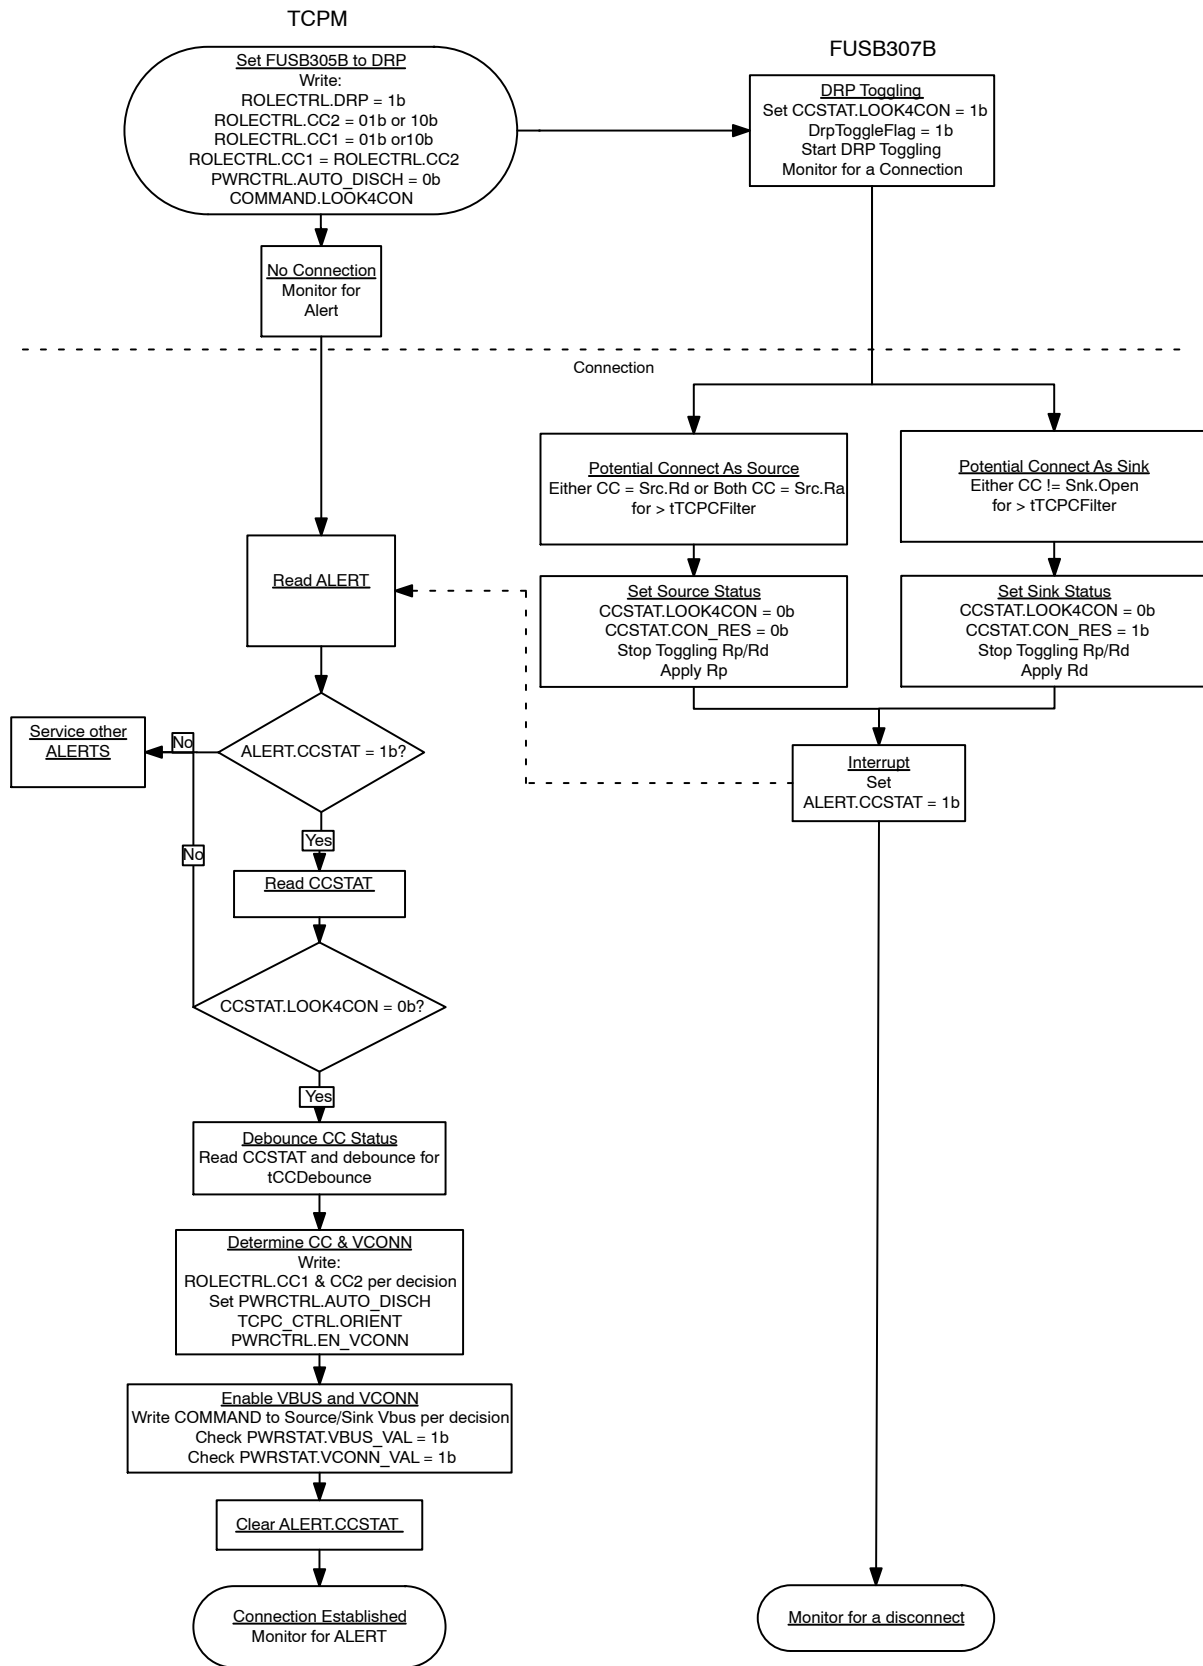 TCPM
FUSB307B
Set FUSB305B to DRP
Write:
ROLECTRL.DRP = 1b
ROLECTRL.CC2 = 01b or 10b
ROLECTRL.CC1 = 01b or10b
ROLECTRL.CC1 = ROLECTRL.CC2
PWRCTRL.AUTO_DISCH = 0b
COMMAND.LOOK4CON
DRP Toggling
Set CCSTAT.LOOK4CON = 1b
DrpToggleFlag = 1b
Start DRP Toggling
Monitor for a Connection
No Connection
Monitor for
Alert
Connection
Potential Connect As Source
Either CC = Src.Rd or Both CC = Src.Ra
for > tTCPCFilter
Potential Connect As Sink
Either CC != Snk.Open
for > tTCPCFilter
Read ALERT
Set Source Status
CCSTAT.LOOK4CON = 0b
CCSTAT.CON_RES = 0b
Stop Toggling Rp/Rd
Apply Rp
Set Sink Status
CCSTAT.LOOK4CON = 0b
CCSTAT.CON_RES = 1b
Stop Toggling Rp/Rd
Apply Rd
Service other
ALERTS
No
ALERT.CCSTAT = 1b?
Interrupt
Set
ALERT.CCSTAT = 1b
Yes
No
Read CCSTAT
CCSTAT.LOOK4CON = 0b?
Yes
Debounce CC Status
Read CCSTAT and debounce for
tCCDebounce
Determine CC & VCONN
Write:
ROLECTRL.CC1 & CC2 per decision
Set PWRCTRL.AUTO_DISCH
TCPC_CTRL.ORIENT
PWRCTRL.EN_VCONN
Enable VBUS and VCONN
Write COMMAND to Source/Sink Vbus per decision
Check PWRSTAT.VBUS_VAL = 1b
Check PWRSTAT.VCONN_VAL = 1b
Clear ALERT.CCSTAT
Connection Established
Monitor for ALERT
Monitor for a disconnect